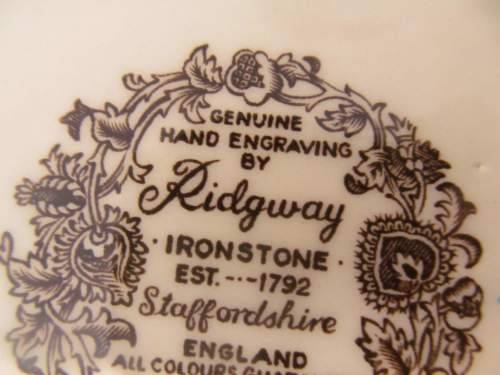 GENUINE
HAND ENGRAVING
BY
Ridgway
· IRONSTONE ·
EST. -·-·-1792
Staffordshire
ENGLAND
ALL COLOURS